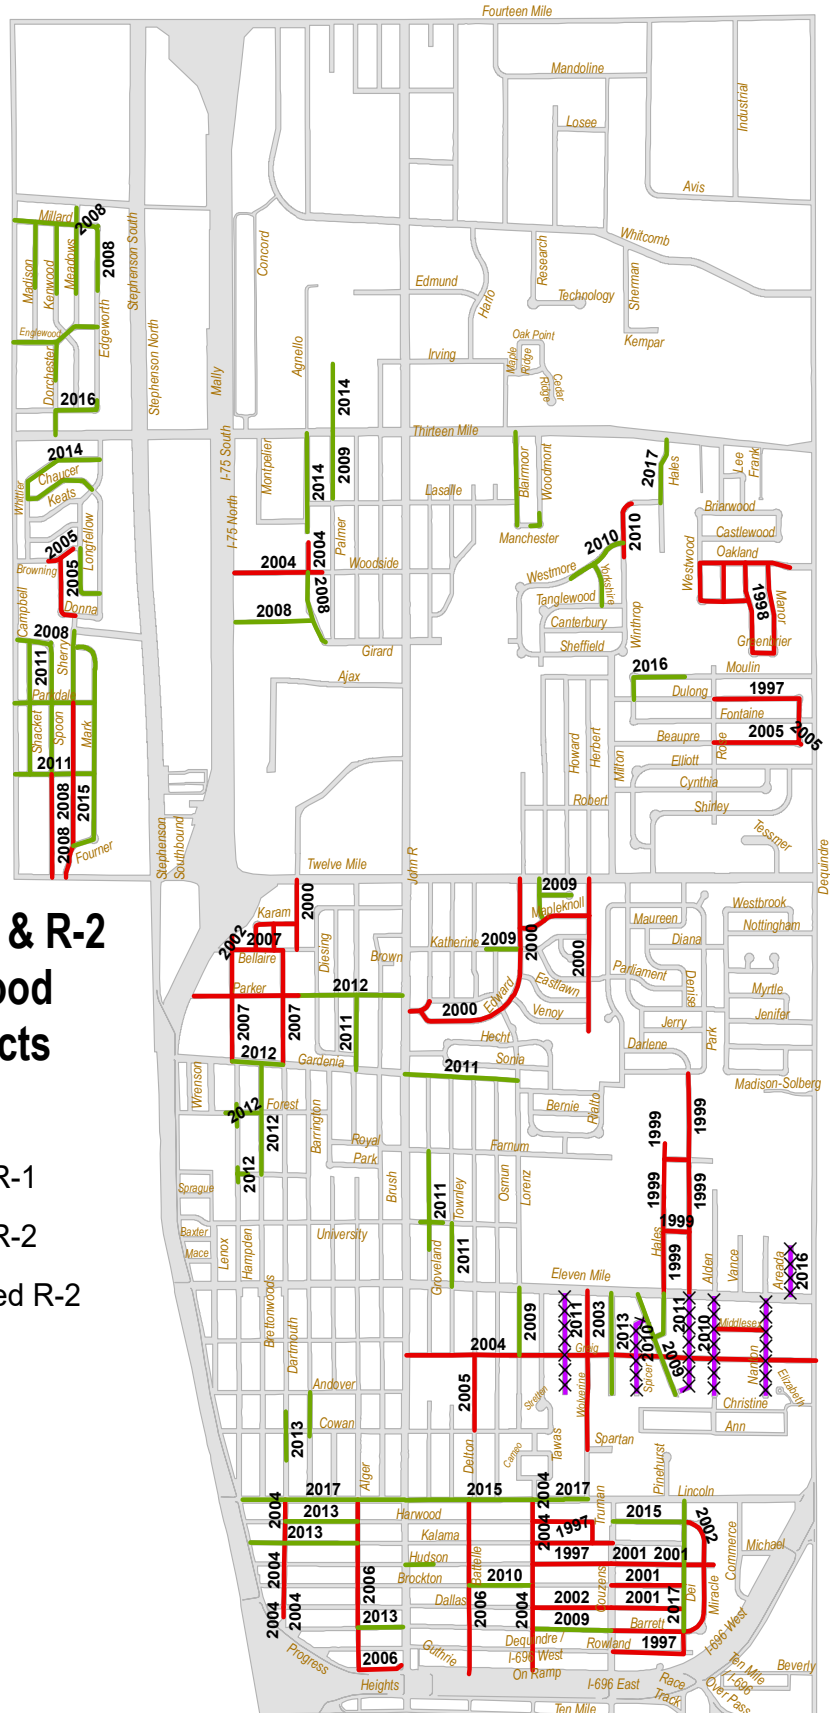 Fourteen Mile
Mandoline
Industrial
Losee
Avis
Millard
2008
Stephenson South
Whitcomb
Madison
Kenwood
Meadows
2008
Concord
Research
Edmund
Harlo
Technology
Sherman
Englewood
Edgeworth
Stephenson North
Agnello
Oak Point
Kempar
Dorchester
Mally
Irving
Maple Ridge
Cedar Ridge
2014
2016
Thirteen Mile
2014
I-75 South
Montpelier
2014
2009
Blairmoor
Woodmont
2017
Hales
Lee
Frank
Chaucer
Keals
Whittier
Lasalle
Briarwood
I-75 North
Palmer
Manchester
2010
Castlewood
Longfellow
2005
2004
2004
Woodside
2010
Westwood
Oakland
Browning
2005
Westmore
Yorkshire
2008
Tanglewood
1998
Manor
Campbell
Donna
2008
Canterbury
Winthrop
2008
Sherry
Girard
Sheffield
Greenbrier
2011
Ajax
2016
Moulin
Parkdale
Dulong
1997
Shacket
Spoon
Mark
Howard
Herbert
Fontaine
2005
2005
Beaupre
Rose
2011
Milton
Elliott
Cynthia
2008
2015
Robert
Shirley
2008
Fourner
Stephenson
Southbound
Tessmer
Twelve Mile
John R
Dequindre
2000
2009
& R-2
Karam
Mapleknoll
Westbrook
2002
2007
Maureen
Nottingham
Bellaire
Diesing
Brown
Katherine
2009
2000
2000
Diana
ood
Parliament
Parker
2012
Edward
Eastlawn
Denise
Myrtle
2007
2007
2011
2000
Venoy
Jenifer
cts
Hecht
Jerry
Park
2012
Gardenia
2011
Sonia
Darlene
Wrenson
Madison-Solberg
2012
Forest
2012
Barrington
Bernie
Rialto
1999
1999
Royal
Farnum
Park
R-1
2012
Brush
2011
Townley
Osmun
Lorenz
1999
1999
Sprague
R-2
Baxter
Mace
Lenox
Hampden
University
1999
Hales
2011
Groveland
1999
Alden
Vance
Areada
2016
ed R-2
Eleven Mile
Brettonwoods
Dartmouth
2009
2011
2003
2013
2010
2011
2010
Middlesex
2004
Greig
2009
Spicer
Nanton
Andover
2005
Stratton
Wolverine
Elizabeth
Christine
Cowan
2013
Ann
Delton
Tawas
Spartan
Alger
Cameo
Pinehurst
2017
2015
2004
2017
Truman
Lincoln
2004
2013
Harwood
2004
1997
2015
2002
Commerce
2013
Kalama
Michael
Hudson
Battelle
1997
2001
2001
2004
2006
Brockton
2010
Couzens
2001
Dei
Miracle
2004
2004
Dallas
2006
2004
2002
2001
2017
2013
2009
Barrett
Progress
Guthrie
Dequindre /
I-696 West
On Ramp
Rowland
1997
I-696 West
2006
Heights
I-696 East
Race
Track
Ten Mile
/ I-696
Over Pass
Beverly
Ten Mile